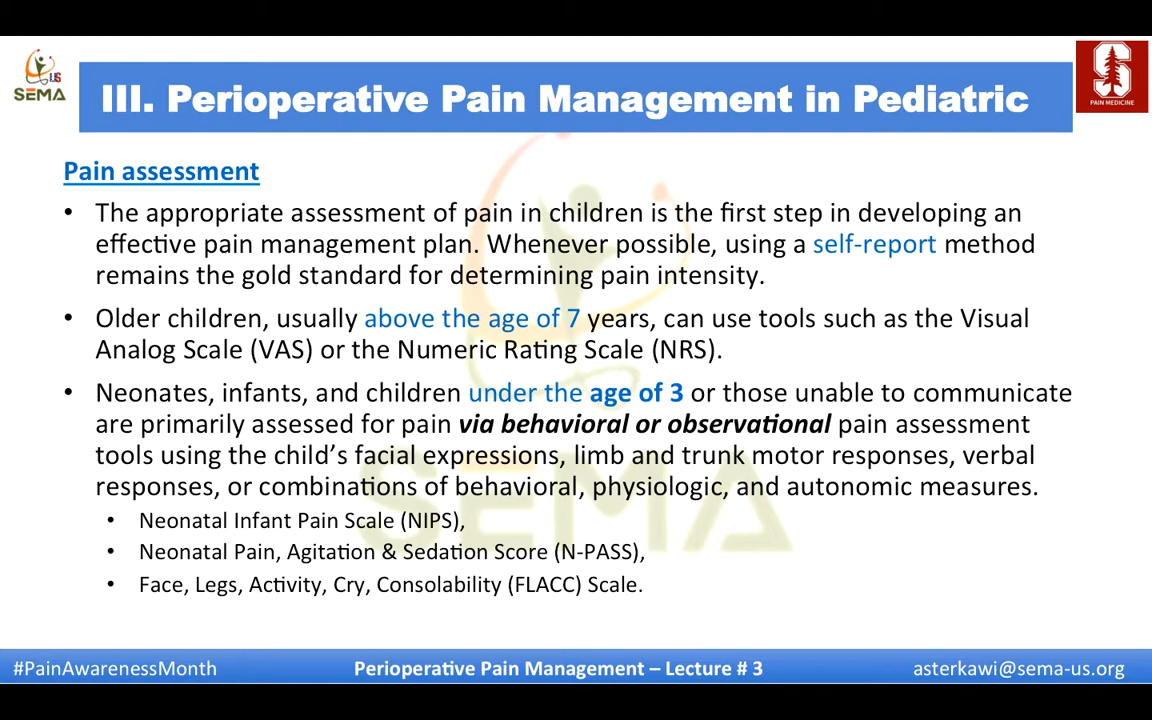 US
SEMA
S
PAIN MEDICINE
III. Perioperative Pain Management in Pediatric
Pain assessment
• The appropriate assessment of pain in children is the first step in developing an
effective pain management plan. Whenever possible, using a self-report method
remains the gold standard for determining pain intensity.
• Older children, usually above the age of 7 years, can use tools such as the Visual
Analog Scale (VAS) or the Numeric Rating Scale (NRS).
• Neonates, infants, and children under the age of 3 or those unable to communicate
are primarily assessed for pain via behavioral or observational pain assessment
tools using the child’s facial expressions, limb and trunk motor responses, verbal
responses, or combinations of behavioral, physiologic, and autonomic measures.
• Neonatal Infant Pain Scale (NIPS),
• Neonatal Pain, Agitation & Sedation Score (N-PASS),
• Face, Legs, Activity, Cry, Consolability (FLACC) Scale.
SEMA
#PainAwarenessMonth
Perioperative Pain Management – Lecture # 3
asterkawi@sema-us.org